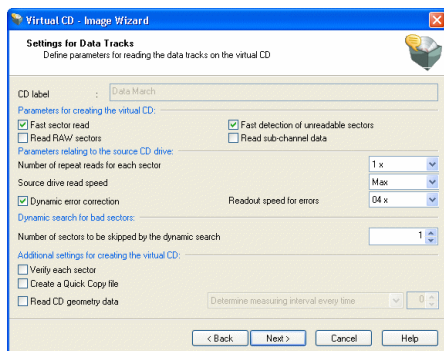 Virtual CD - Image Wizard
Settings for Data Tracks
Define parameters for reading the data tracks on the virtual CD
CD label : Data March
Parameters for creating the virtual CD:
Fast sector read Fast detection of unreadable sectors
Read RAW sectors Read sub-channel data
Parameters relating to the source CD drive:
Number of repeat reads for each sector 1 x
Source drive read speed Max
Dynamic error correction Readout speed for errors 04 x
Dynamic search for bad sectors:
Number of sectors to be skipped by the dynamic search 1
Additional settings for creating the virtual CD:
Verify each sector
Create a Quick Copy file
Read CD geometry data Determine measuring interval every time 0
< Back Next > Cancel Help